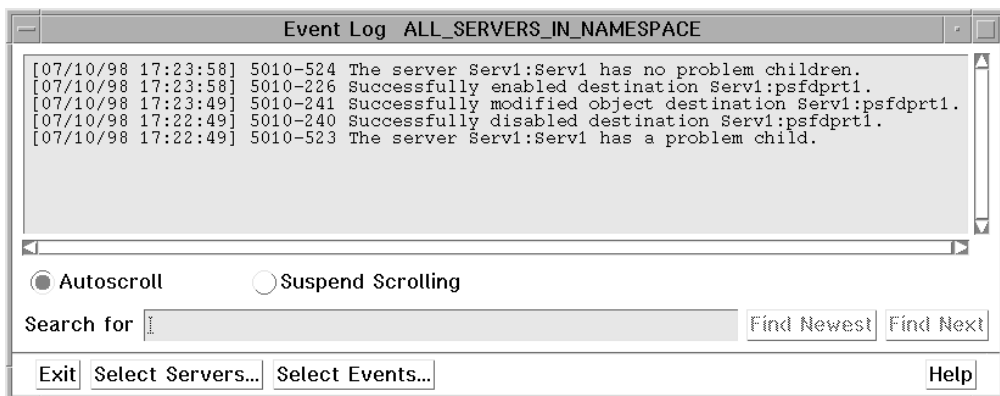 Event Log ALL_SERVERS_IN_NAMESPACE
[07/10/98 17:23:58] 5010-524 The server Serv1:Serv1 has no problem children.
[07/10/98 17:23:58] 5010-226 Successfully enabled destination Serv1:psfdprt1.
[07/10/98 17:23:49] 5010-241 Successfully modified object destination Serv1:psfdprt1.
[07/10/98 17:22:49] 5010-240 Successfully disabled destination Serv1:psfdprt1.
[07/10/98 17:22:49] 5010-523 The server Serv1:Serv1 has a problem child.
Autoscroll Suspend Scrolling
Search for Find Newest Find Next
Exit Select Servers... Select Events... Help